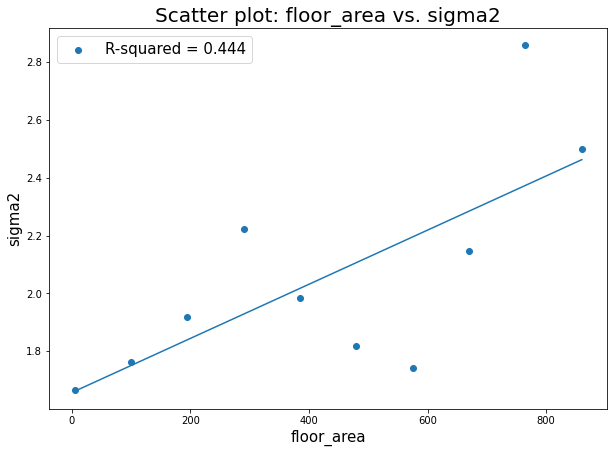 Scatter plot: floor_area vs. sigma2
R-squared = 0.444
2.8
2.6
2.4
2.2
2.0
1.8
sigma2
0 200 400 600 800
floor_area